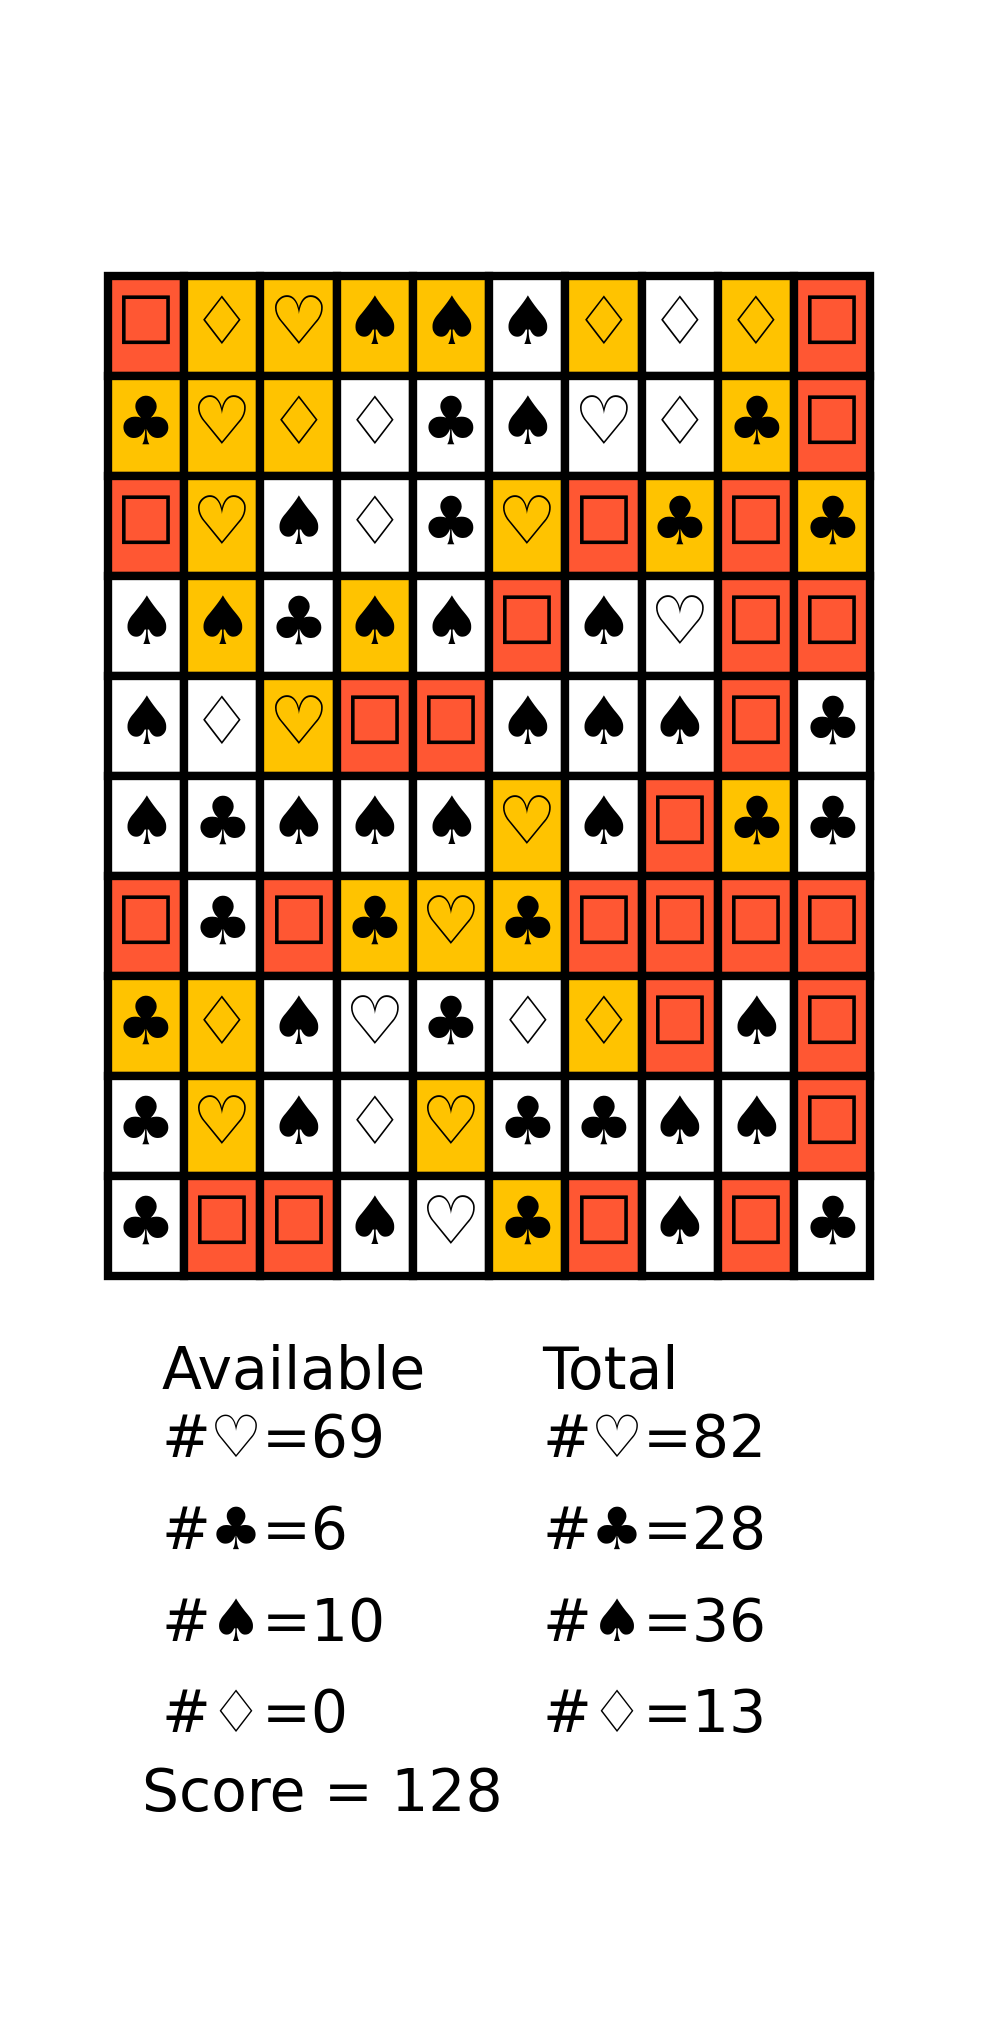 □ ♢ ♡ ♠ ♠ ♠ ♢ ♢ ♢ □
♣ ♡ ♢ ♢ ♣ ♠ ♡ ♢ ♣ □
□ ♡ ♠ ♢ ♣ ♡ □ ♣ □ ♣
♠ ♠ ♣ ♠ ♠ □ ♠ ♡ □ □
♠ ♢ ♡ □ □ ♠ ♠ ♠ □ ♣
♠ ♣ ♠ ♠ ♠ ♡ ♠ □ ♣ ♣
□ ♣ □ ♣ ♡ ♣ □ □ □ □
♣ ♢ ♠ ♡ ♣ ♢ ♢ □ ♠ □
♣ ♡ ♠ ♢ ♡ ♣ ♣ ♠ ♠ □
♣ □ □ ♠ ♡ ♣ □ ♠ □ ♣
Available Total
#♡=69 #♡=82
#♣=6 #♣=28
#♠=10 #♠=36
#♢=0 #♢=13
Score = 128